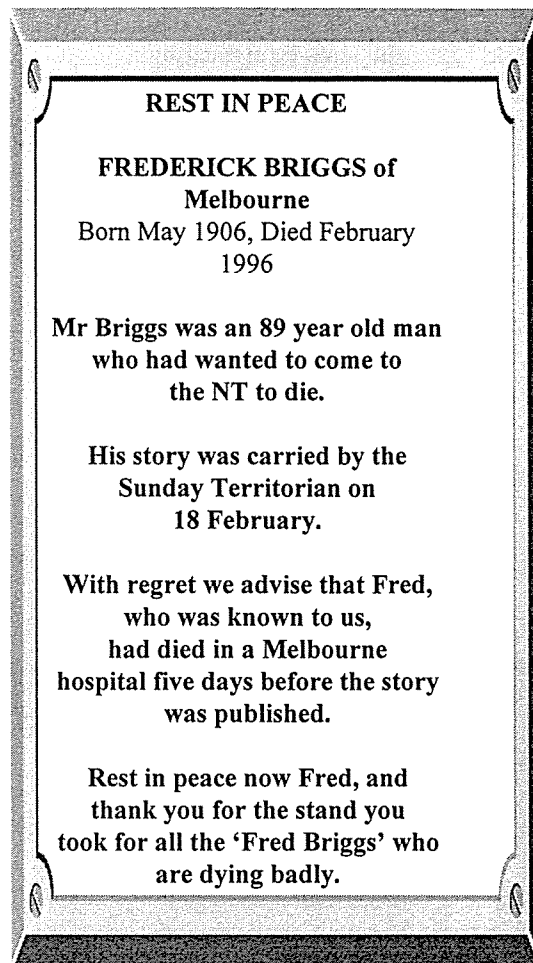 REST IN PEACE
FREDERICK BRIGGS of
Melbourne
Born May 1906, Died February
1996
Mr Briggs was an 89 year old man
who had wanted to come to
the NT to die.
His story was carried by the
Sunday Territorian on
18 February.
With regret we advise that Fred,
who was known to us,
had died in a Melbourne
hospital five days before the story
was published.
Rest in peace now Fred, and
thank you for the stand you
took for all the ‘Fred Briggs’ who
are dying badly.